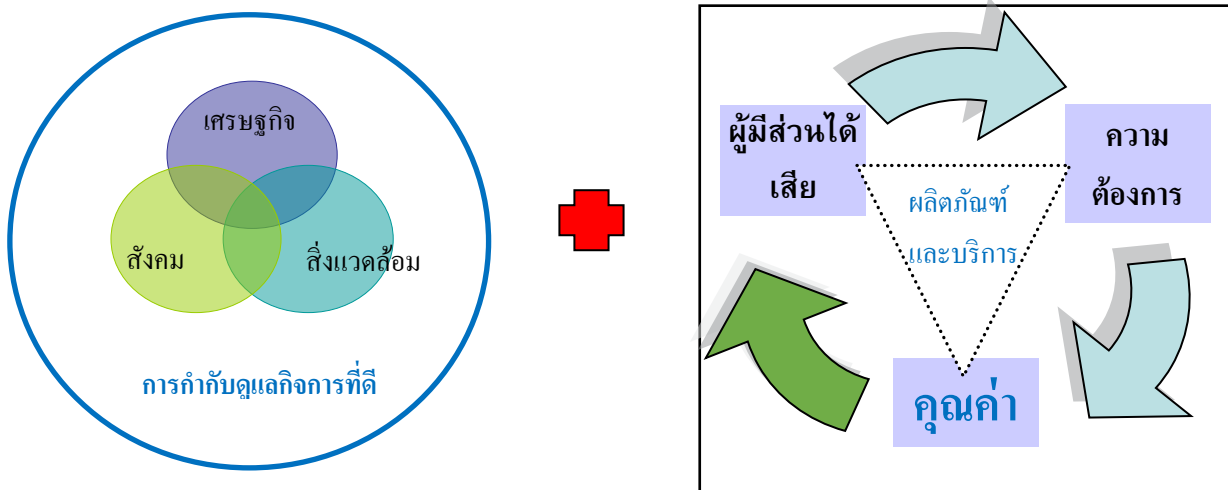 เศรษฐกิจ
สังคม
สิ่งแวดล้อม
การกำกับดูแลกิจการที่ดี
ผู้มีส่วนได้
เสีย
ความ
ต้องการ
ผลิตภัณฑ์
และบริการ
คุณค่า